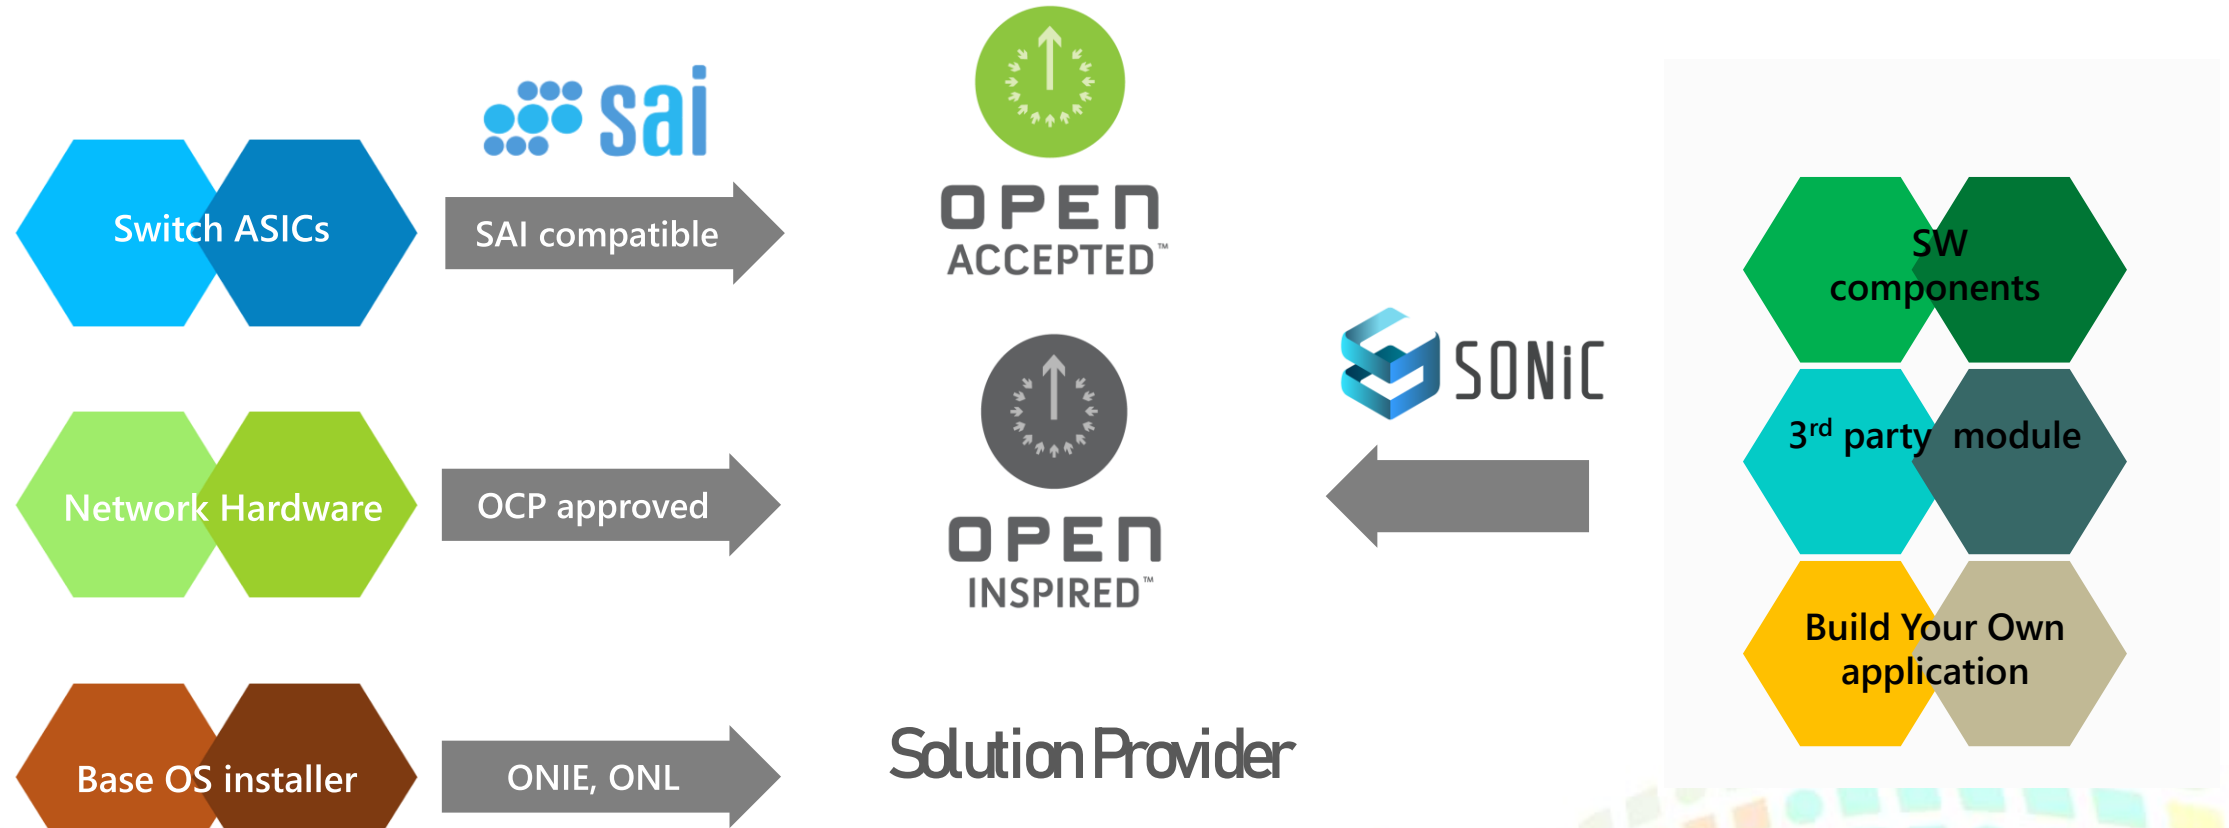 sai
Switch ASICs
SAI compatible
OPEN
ACCEPTED™
SW
components
SONiC
3rd party module
Network Hardware
OCP approved
OPEN
INSPIRED™
Build Your Own
application
Base OS installer
ONIE, ONL
Solution Provider